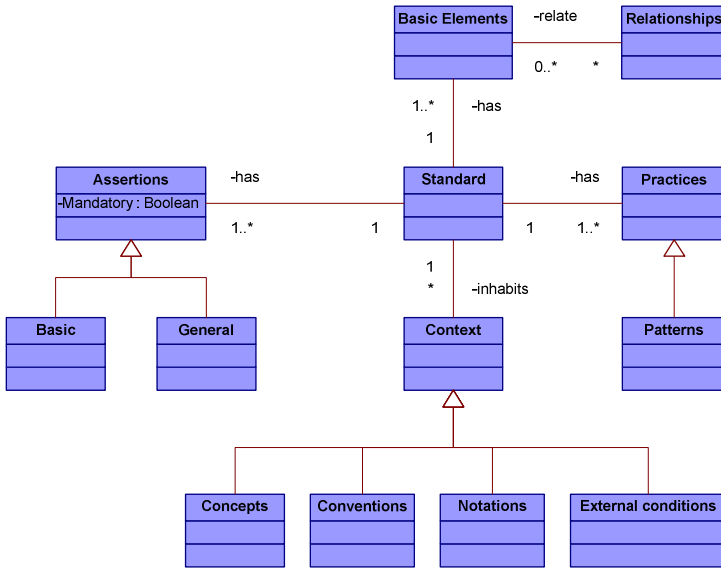 Basic Elements
-relate
Relationships
0..*
*
1..*
-has
1
Assertions
-has
Standard
-has
Practices
-Mandatory : Boolean
1..*
1
1
1..*
1
*
-inhabits
Basic
General
Context
Patterns
Concepts
Conventions
Notations
External conditions